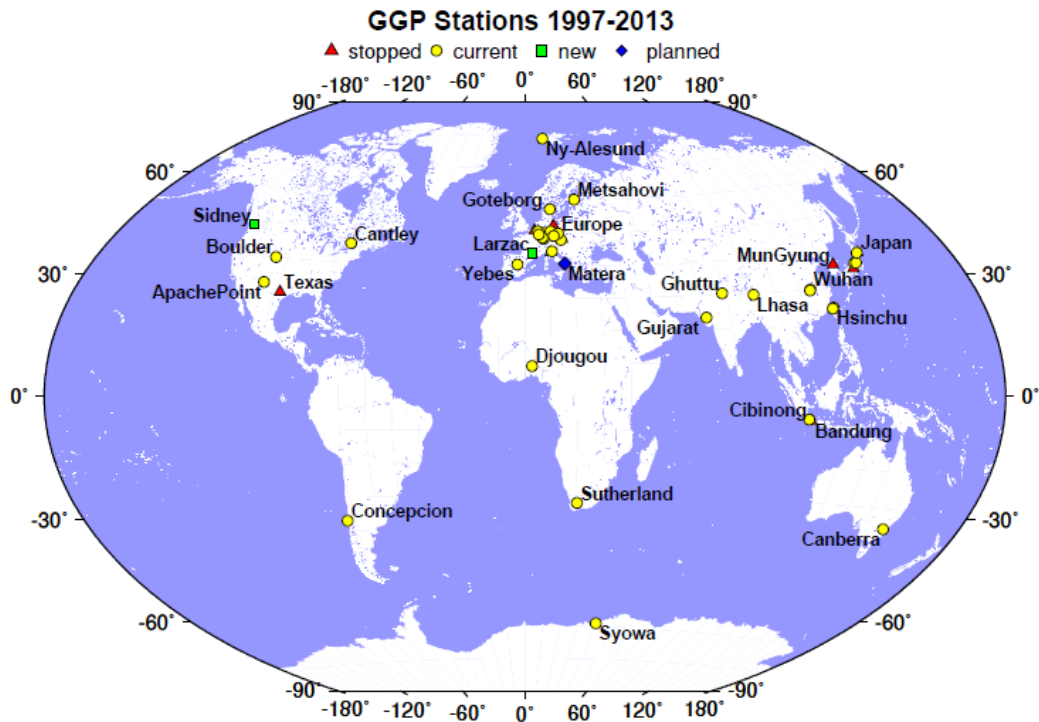 GGP Stations 1997-2013
stopped current new planned
-180˚ -120˚ -60˚ 0˚ 60˚ 120˚ 180˚
90˚ 90˚
Ny-Alesund
60˚ 60˚
Metsahovi
Goteborg
Sidney
Europe
Cantley
Japan
Boulder
Larzac
MunGyung
30˚ Yebes Matera 30˚
Texas
Ghuttu
Wuhan
ApachePoint
Lhasa
Hsinchu
Gujarat
Djougou
0˚ 0˚
Cibinong
Bandung
Sutherland
Concepcion
-30˚ -30˚
Canberra
-60˚ -60˚
Syowa
-90˚ -90˚
-180˚ -120˚ -60˚ 0˚ 60˚ 120˚ 180˚